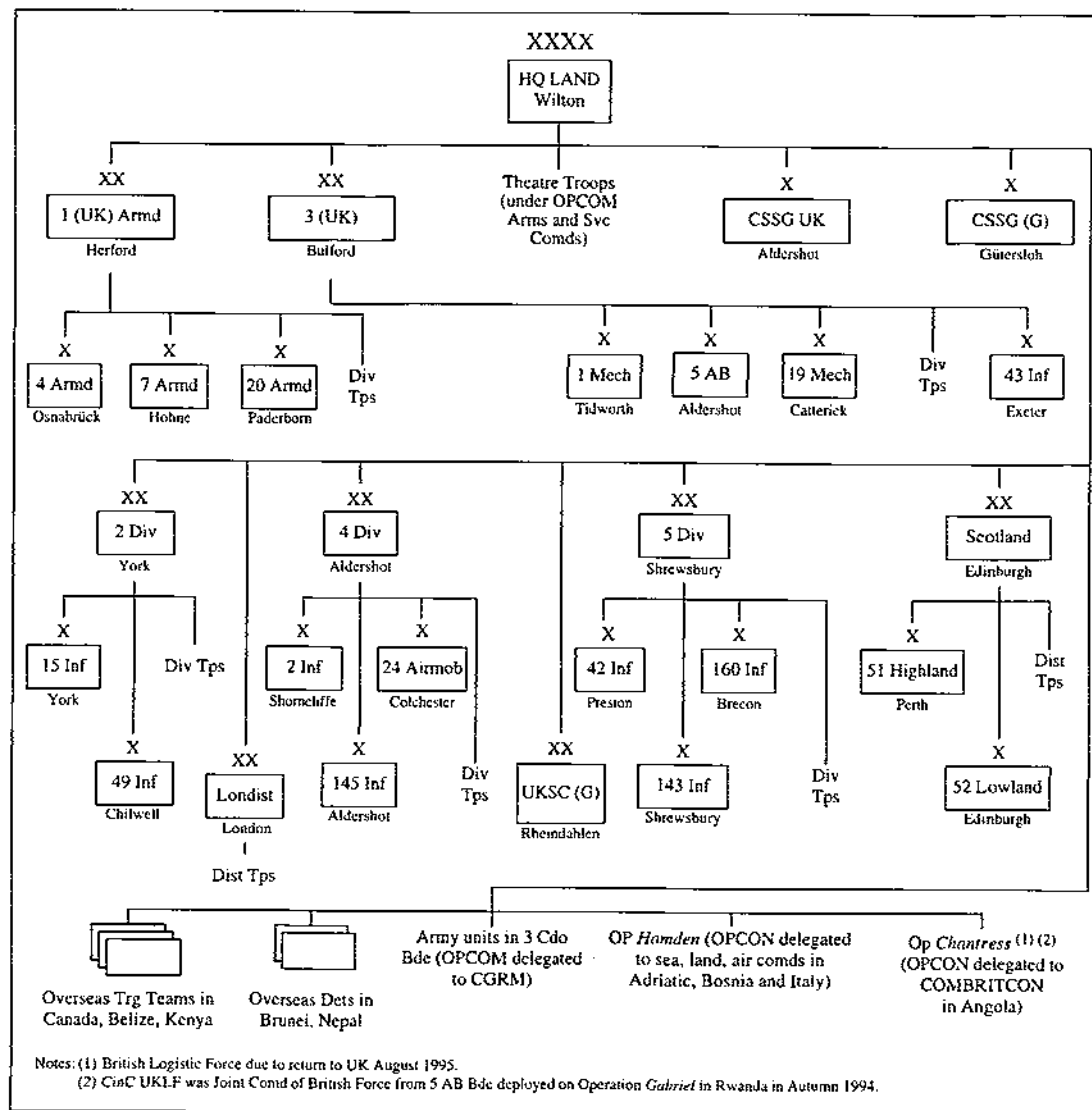 XXXX
HQ LAND
Wilton
XX
1 (UK) Armd
Herford
XX
3 (UK)
Bulford
Theatre Troops
(under OPCOM
Arms and Svc
Comds)
X
CSSG UK
Aldershot
X
CSSG (G)
Gütersloh
X
4 Armd
Osnabrück
X
7 Armd
Hohne
X
20 Armd
Paderborn
Div
Tps
X
1 Mech
Tidworth
X
5 AB
Aldershot
X
19 Mech
Catterick
Div
Tps
X
43 Inf
Exeter
XX
2 Div
York
XX
4 Div
Aldershot
XX
5 Div
Shrewsbury
XX
Scotland
Edinburgh
X
15 Inf
York
Div Tps
X
2 Inf
Shorncliffe
X
24 Airmob
Colchester
X
42 Inf
Preston
X
160 Inf
Brecon
X
51 Highland
Perth
Dist
Tps
X
49 Inf
Chilwell
XX
Londist
London
Dist Tps
X
145 Inf
Aldershot
Div
Tps
XX
UKSC (G)
Rheindahlen
X
143 Inf
Shrewsbury
Div
Tps
X
52 Lowland
Edinburgh
Overseas Trg Teams in
Canada, Belize, Kenya
Overseas Dets in
Brunei, Nepal
Army units in 3 Cdo
Bde (OPCOM delegated
to CGRM)
OP Hamden (OPCON delegated
to sea, land, air comds in
Adriatic, Bosnia and Italy)
Op Chantress (1) (2)
(OPCON delegated to
COMBRITCON
in Angola)
Notes: (1) British Logistic Force due to return to UK August 1995.
(2) CinC UKLF was Joint Comd of British Force from 5 AB Bde deployed on Operation Gabriel in Rwanda in Autumn 1994.